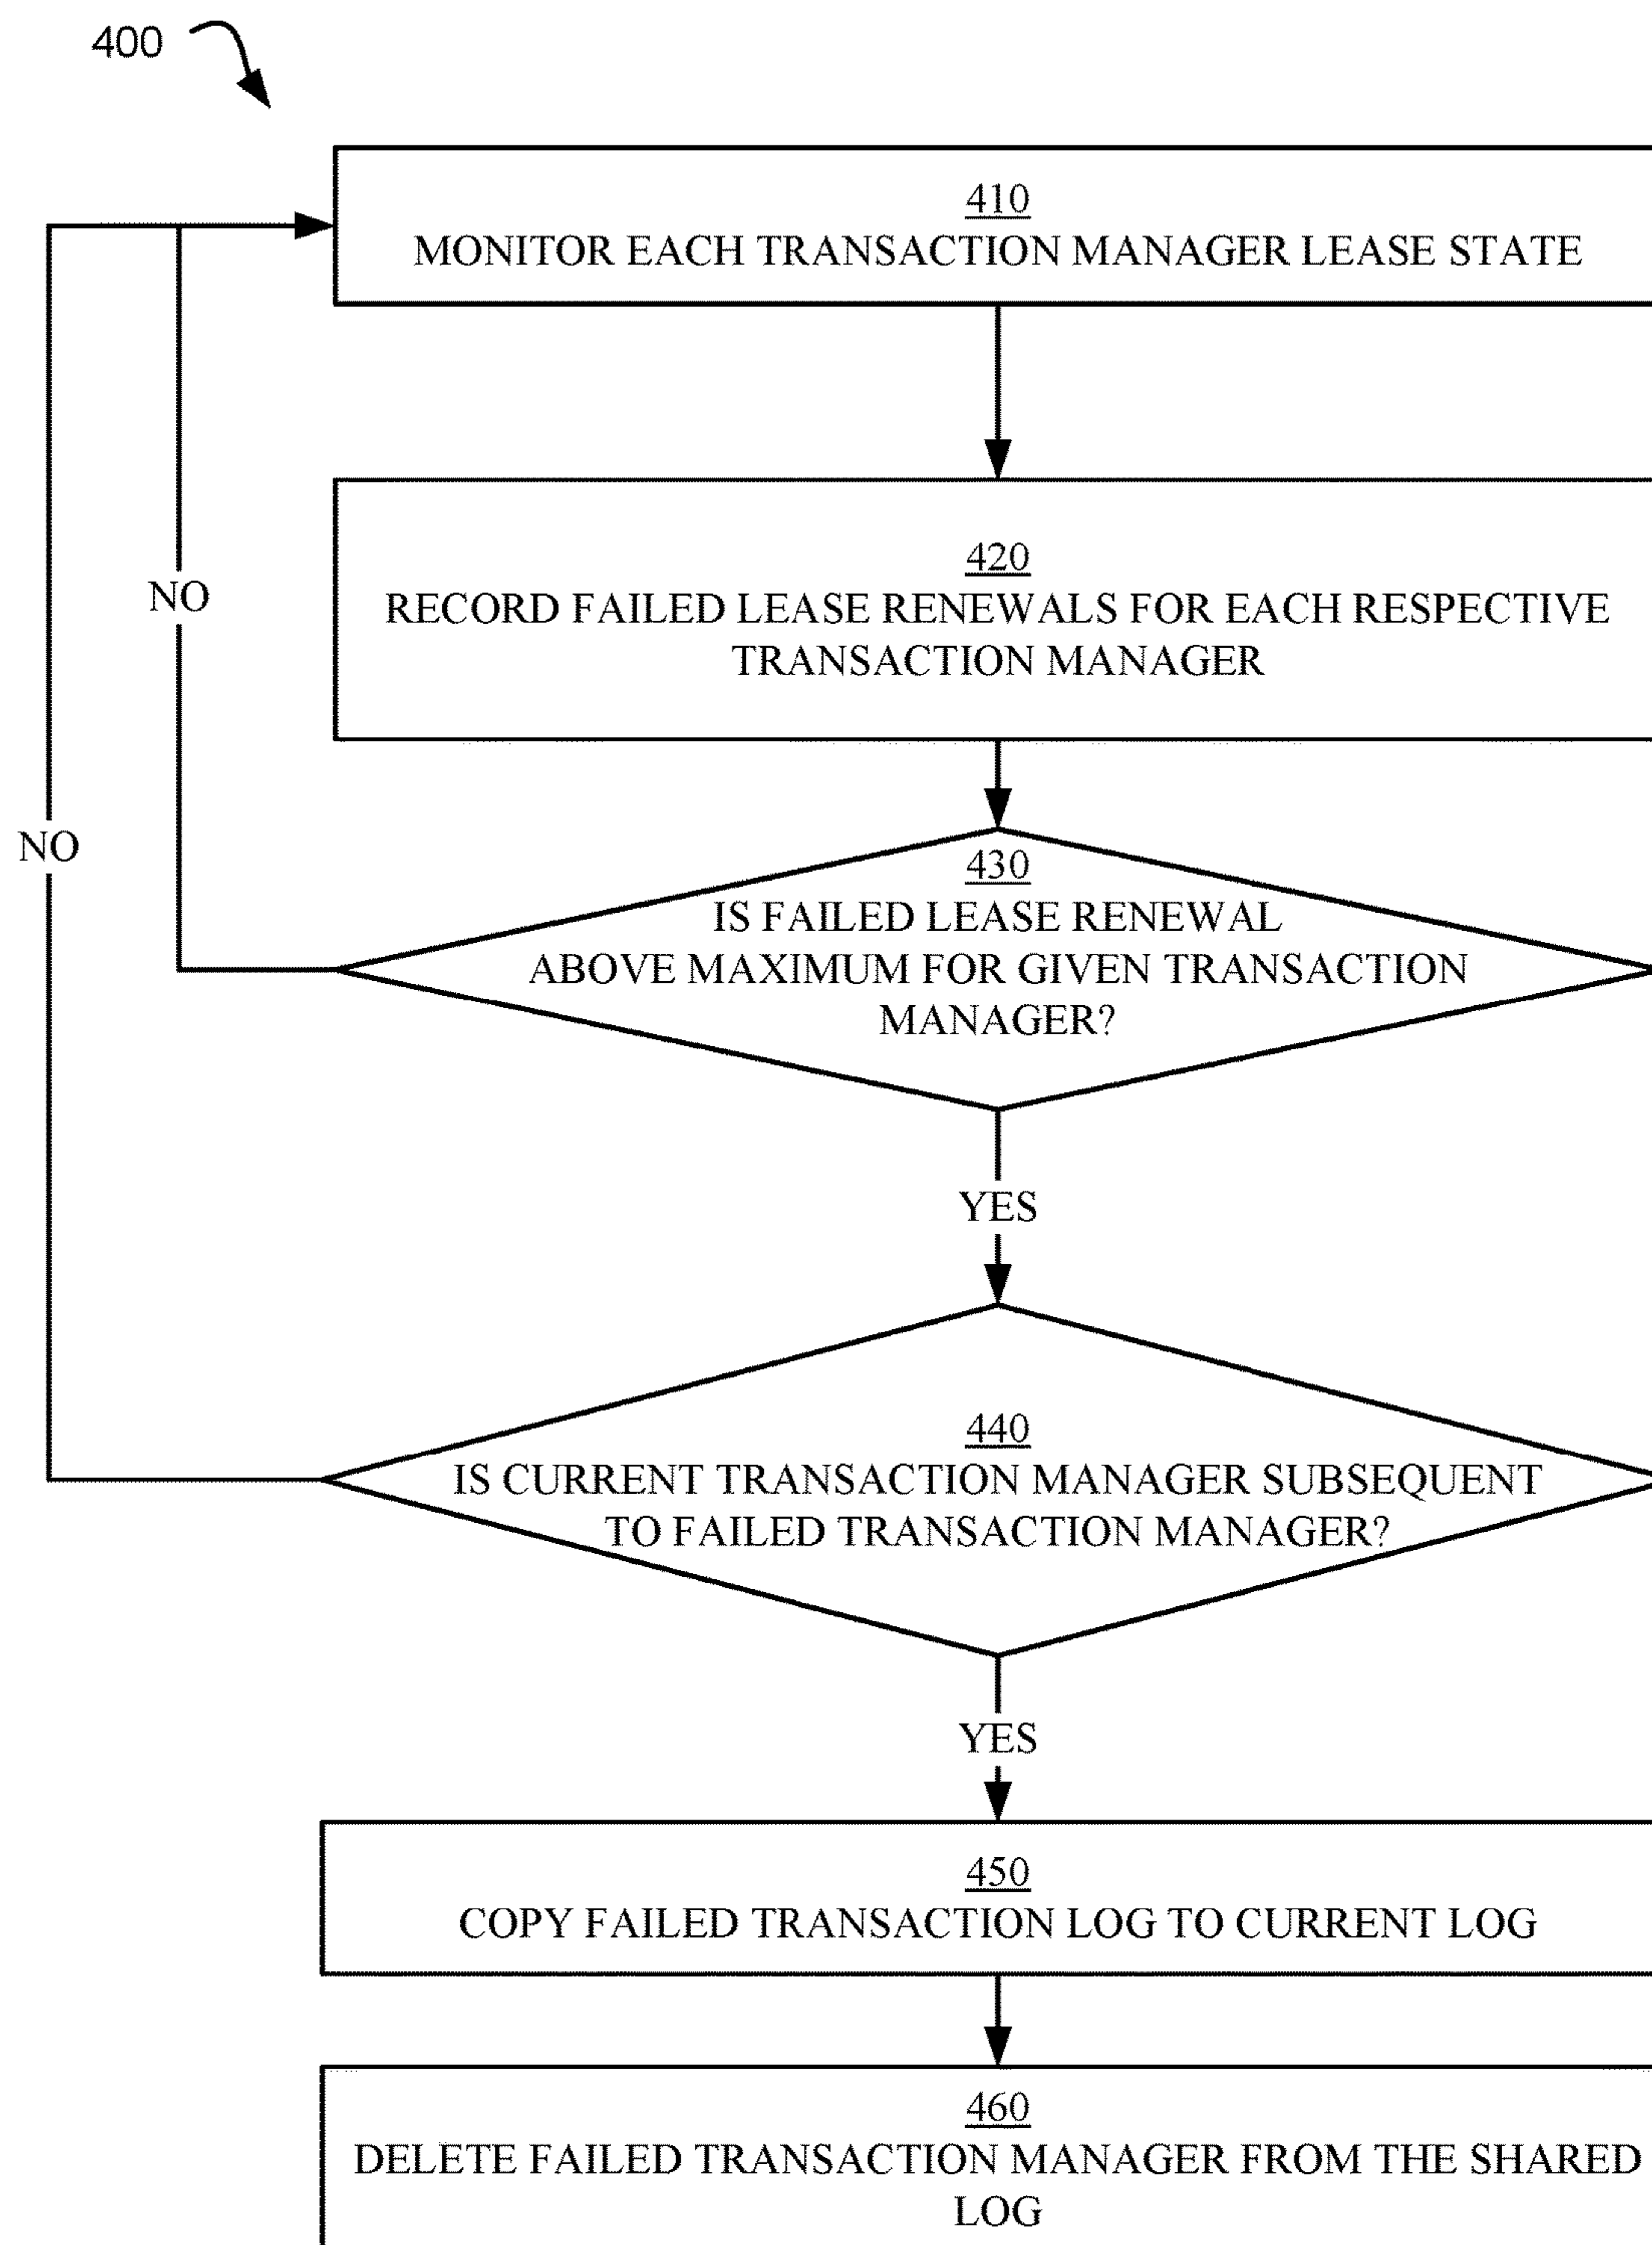 400
410
MONITOR EACH TRANSACTION MANAGER LEASE STATE
420
RECORD FAILED LEASE RENEWALS FOR EACH RESPECTIVE
TRANSACTION MANAGER
NO
NO
430
IS FAILED LEASE RENEWAL
ABOVE MAXIMUM FOR GIVEN TRANSACTION
MANAGER?
YES
440
IS CURRENT TRANSACTION MANAGER SUBSEQUENT
TO FAILED TRANSACTION MANAGER?
YES
450
COPY FAILED TRANSACTION LOG TO CURRENT LOG
460
DELETE FAILED TRANSACTION MANAGER FROM THE SHARED
LOG